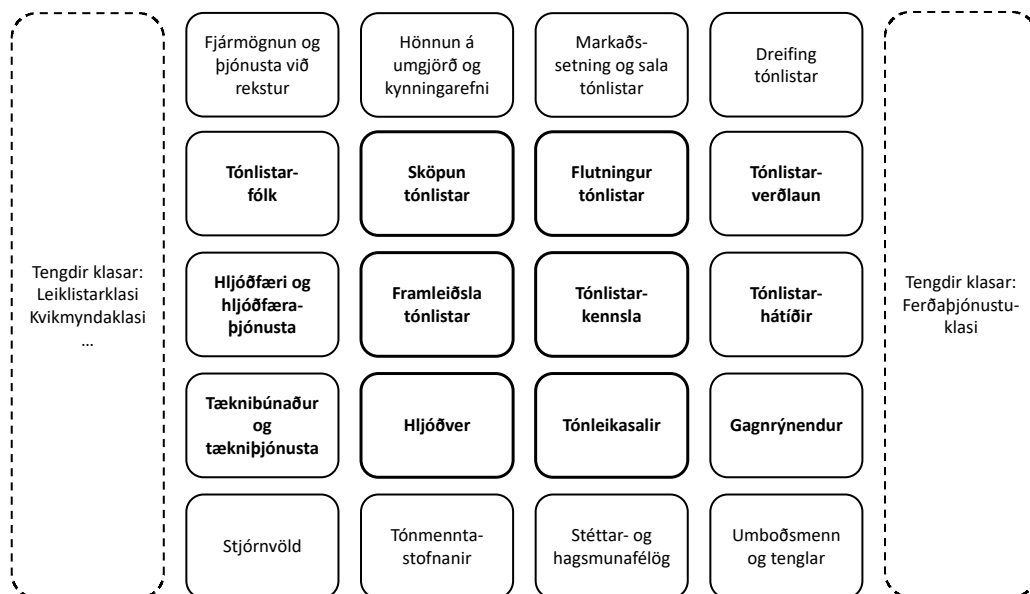 Fjármögnun og
þjónusta við
rekstur
Hönnun á
umgjörð og
kynningarefni
Markaðs-
setning og sala
tónlistar
Dreifing
tónlistar
Tónlistar-
fólk
Sköpun
tónlistar
Flutningur
tónlistar
Tónlistar-
verðlaun
Tengdir klasar:
Leiklistarklasi
Kvikmyndaklasi
...
Hljóðfæri og
hljóðfæra-
þjónusta
Framleiðsla
tónlistar
Tónlistar-
kennsla
Tónlistar-
hátíðir
Tengdir klasar:
Ferðaþjónustu-
klasi
Tæknibúnaður
og
tækniþjónusta
Hljóðver
Tónleikasalir
Gagnrýnendur
Stjórnvöld
Tónmennta-
stofnanir
Stéttar- og
hagsmunafélög
Umboðsmenn
og tenglar